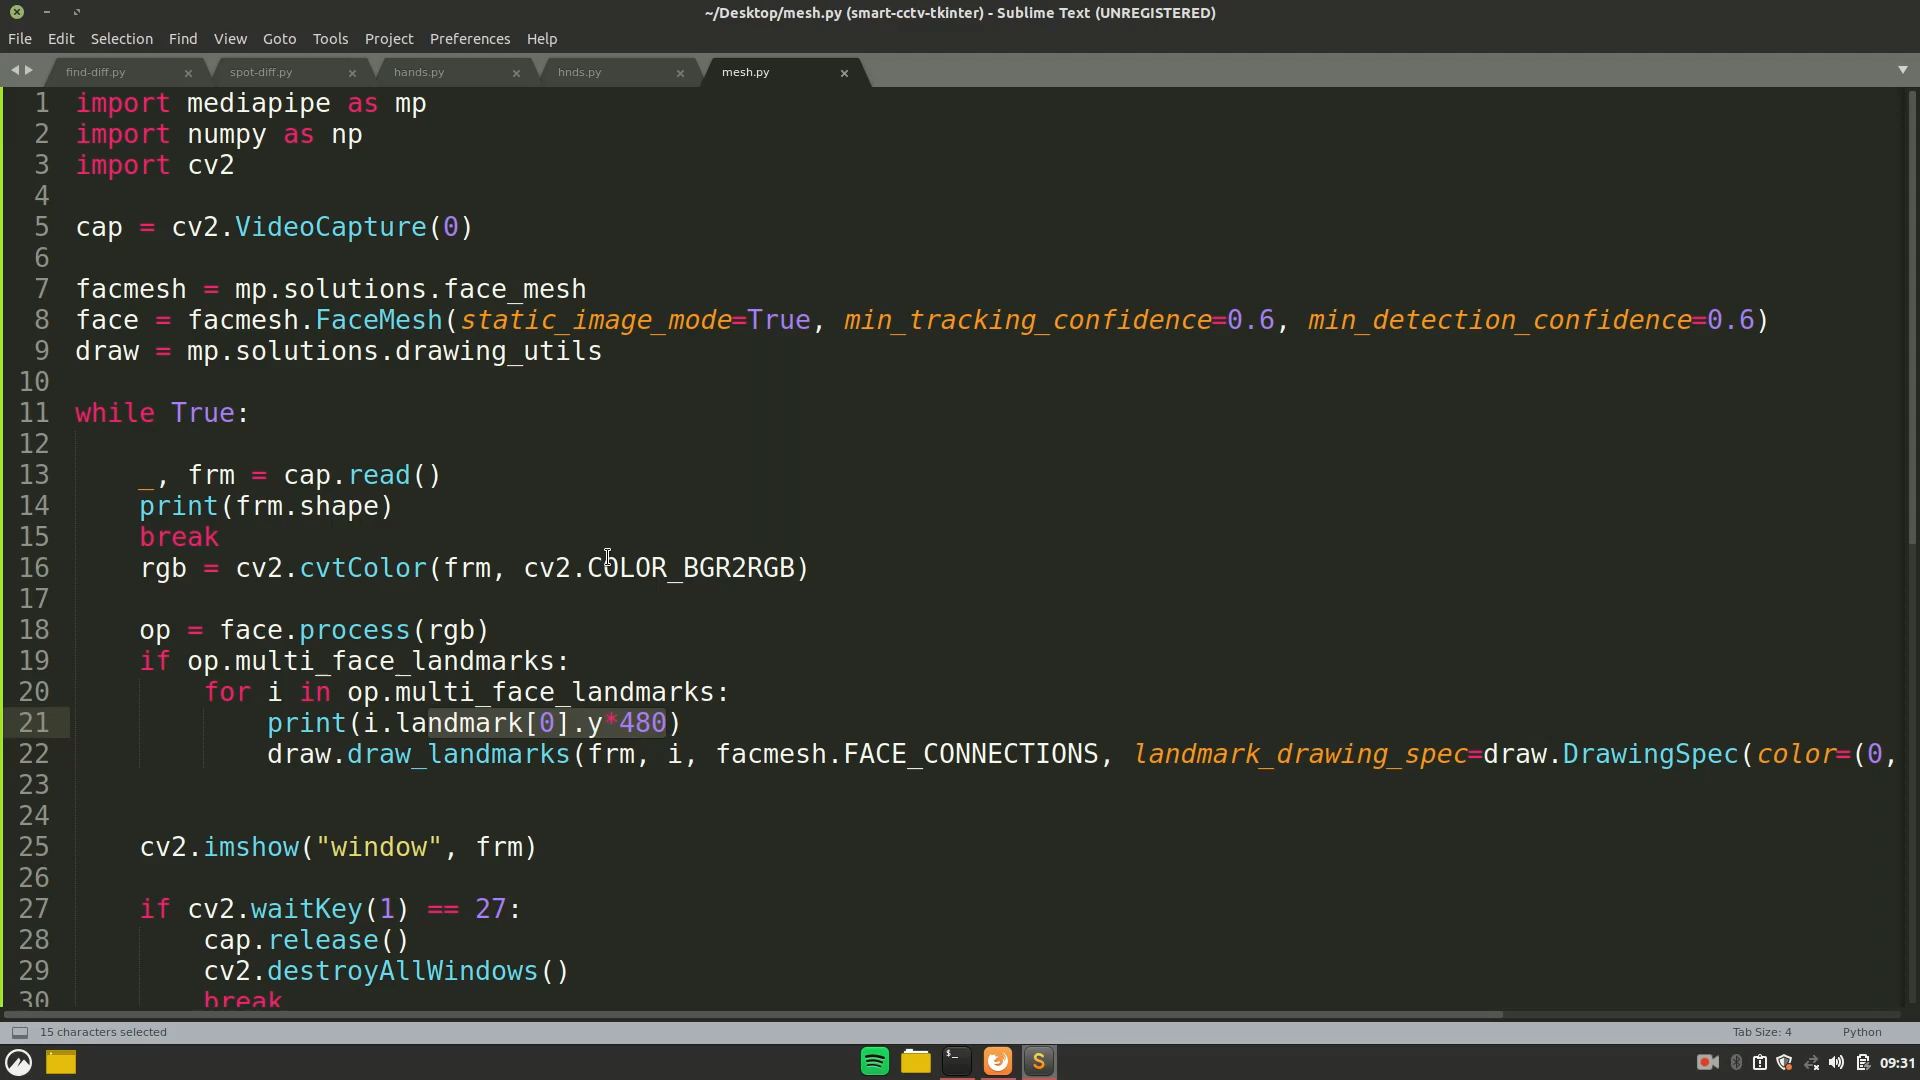 ~/Desktop/mesh.py (smart-cctv-tkinter) - Sublime Text (UNREGISTERED)
File Edit Selection Find View Goto Tools Project Preferences Help
find-diff.py spot-diff.py hands.py hnds.py mesh.py
1 import mediapipe as mp
2 import numpy as np
3 import cv2
4
5 cap = cv2.VideoCapture(0)
6
7 facmesh = mp.solutions.face_mesh
8 face = facmesh.FaceMesh(static_image_mode=True, min_tracking_confidence=0.6, min_detection_confidence=0.6)
9 draw = mp.solutions.drawing_utils
10
11 while True:
12
13 _, frm = cap.read()
14 print(frm.shape)
15 break
16 rgb = cv2.cvtColor(frm, cv2.COLOR_BGR2RGB)
17
18 op = face.process(rgb)
19 if op.multi_face_landmarks:
20 for i in op.multi_face_landmarks:
21 print(i.landmark[0].y*480)
22 draw.draw_landmarks(frm, i, facmesh.FACE_CONNECTIONS, landmark_drawing_spec=draw.DrawingSpec(color=(0,
23
24
25 cv2.imshow("window", frm)
26
27 if cv2.waitKey(1) == 27:
28 cap.release()
29 cv2.destroyAllWindows()
30 break
15 characters selected Tab Size: 4 Python
09:31